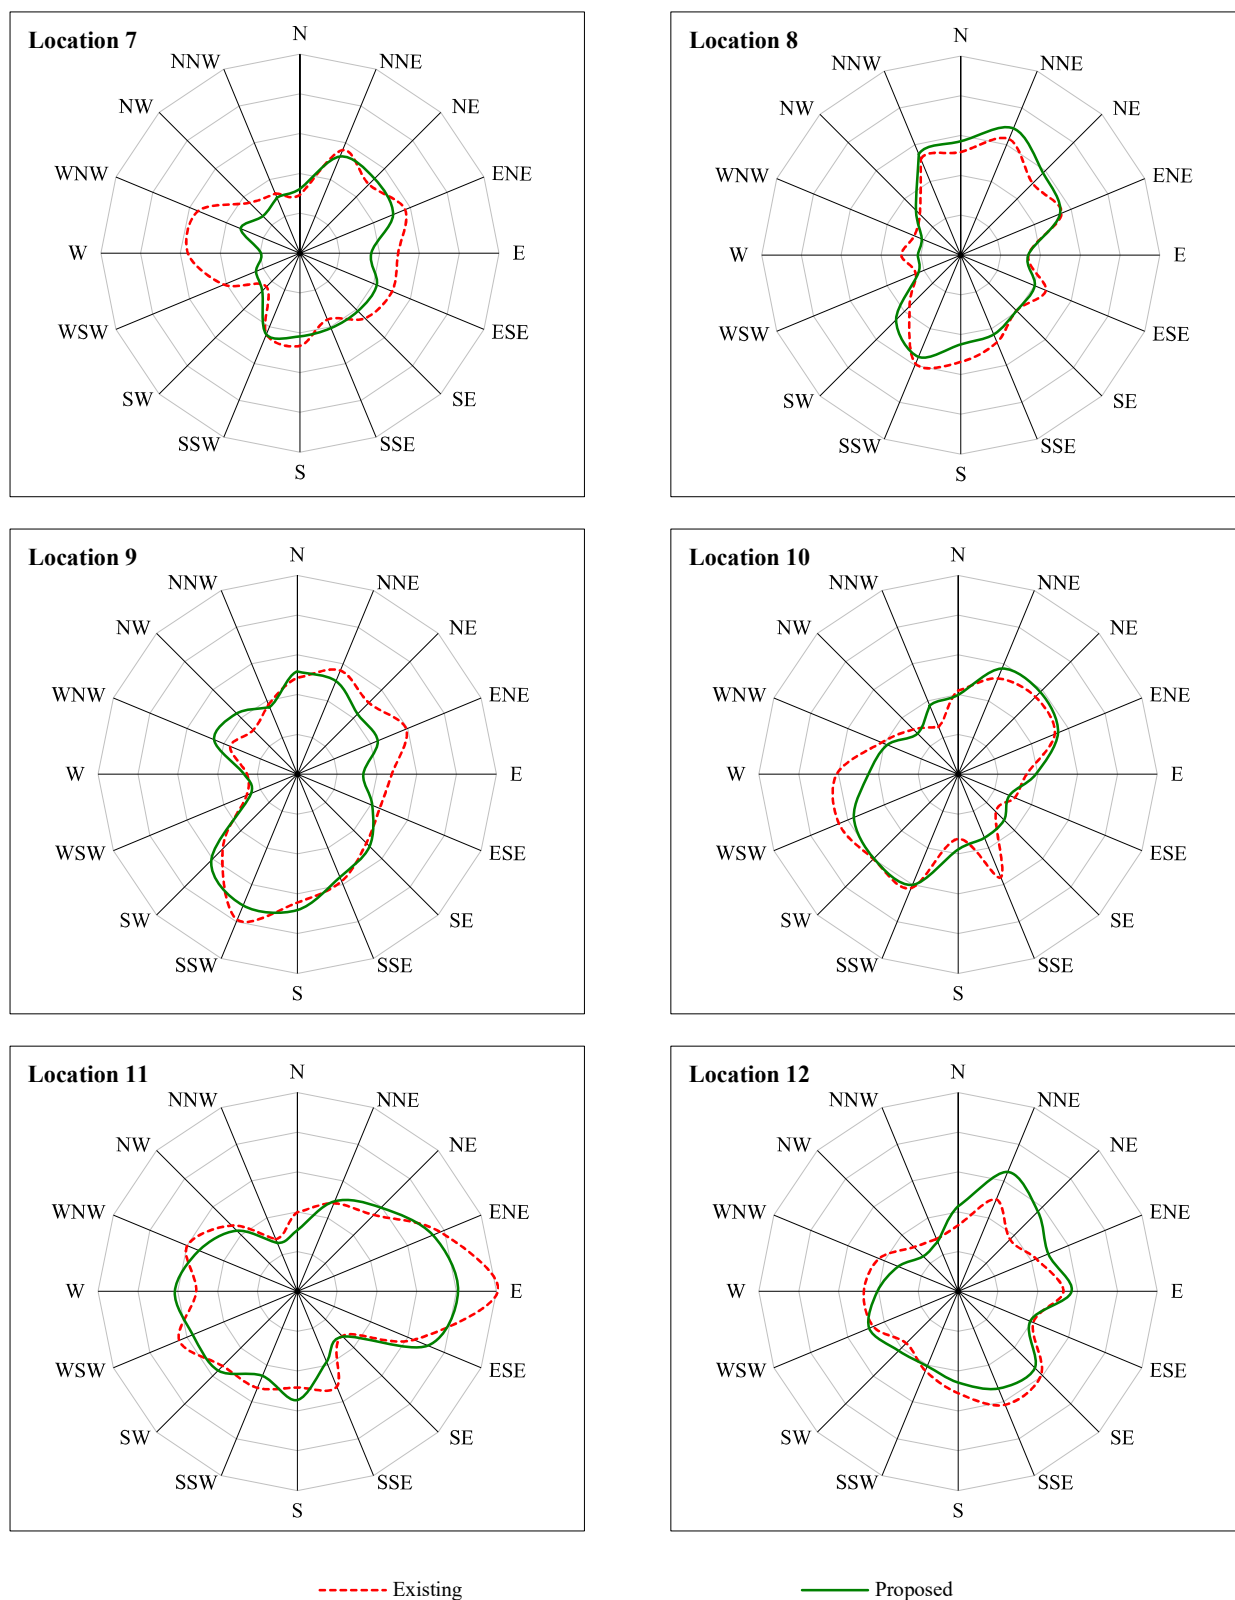 Location 7
N
NNW
NNE
NW
NE
WNW
ENE
W
E
WSW
ESE
SW
SE
SSW
SSE
S
Location 8
N
NNW
NNE
NW
NE
WNW
ENE
W
E
WSW
ESE
SW
SE
SSW
SSE
S
Location 9
N
NNW
NNE
NW
NE
WNW
ENE
W
E
WSW
ESE
SW
SE
SSW
SSE
S
Location 10
N
NNW
NNE
NW
NE
WNW
ENE
W
E
WSW
ESE
SW
SE
SSW
SSE
S
Location 11
N
NNW
NNE
NW
NE
WNW
ENE
W
E
WSW
ESE
SW
SE
SSW
SSE
S
Location 12
N
NNW
NNE
NW
NE
WNW
ENE
W
E
WSW
ESE
SW
SE
SSW
SSE
S
Existing
Proposed